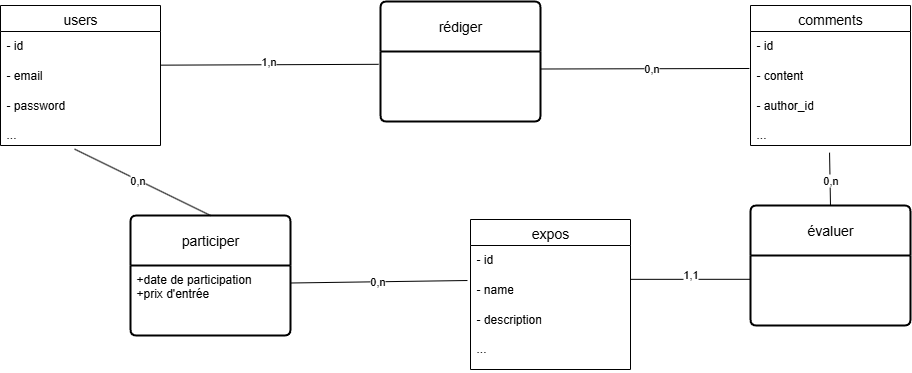 users
- id
- email
- password
...
1,n
rédiger
0,n
comments
- id
- content
- author_id
...
0,n
0,n
participer
+date de participation
+prix d'entrée
0,n
expos
- id
- name
- description
...
1,1
évaluer